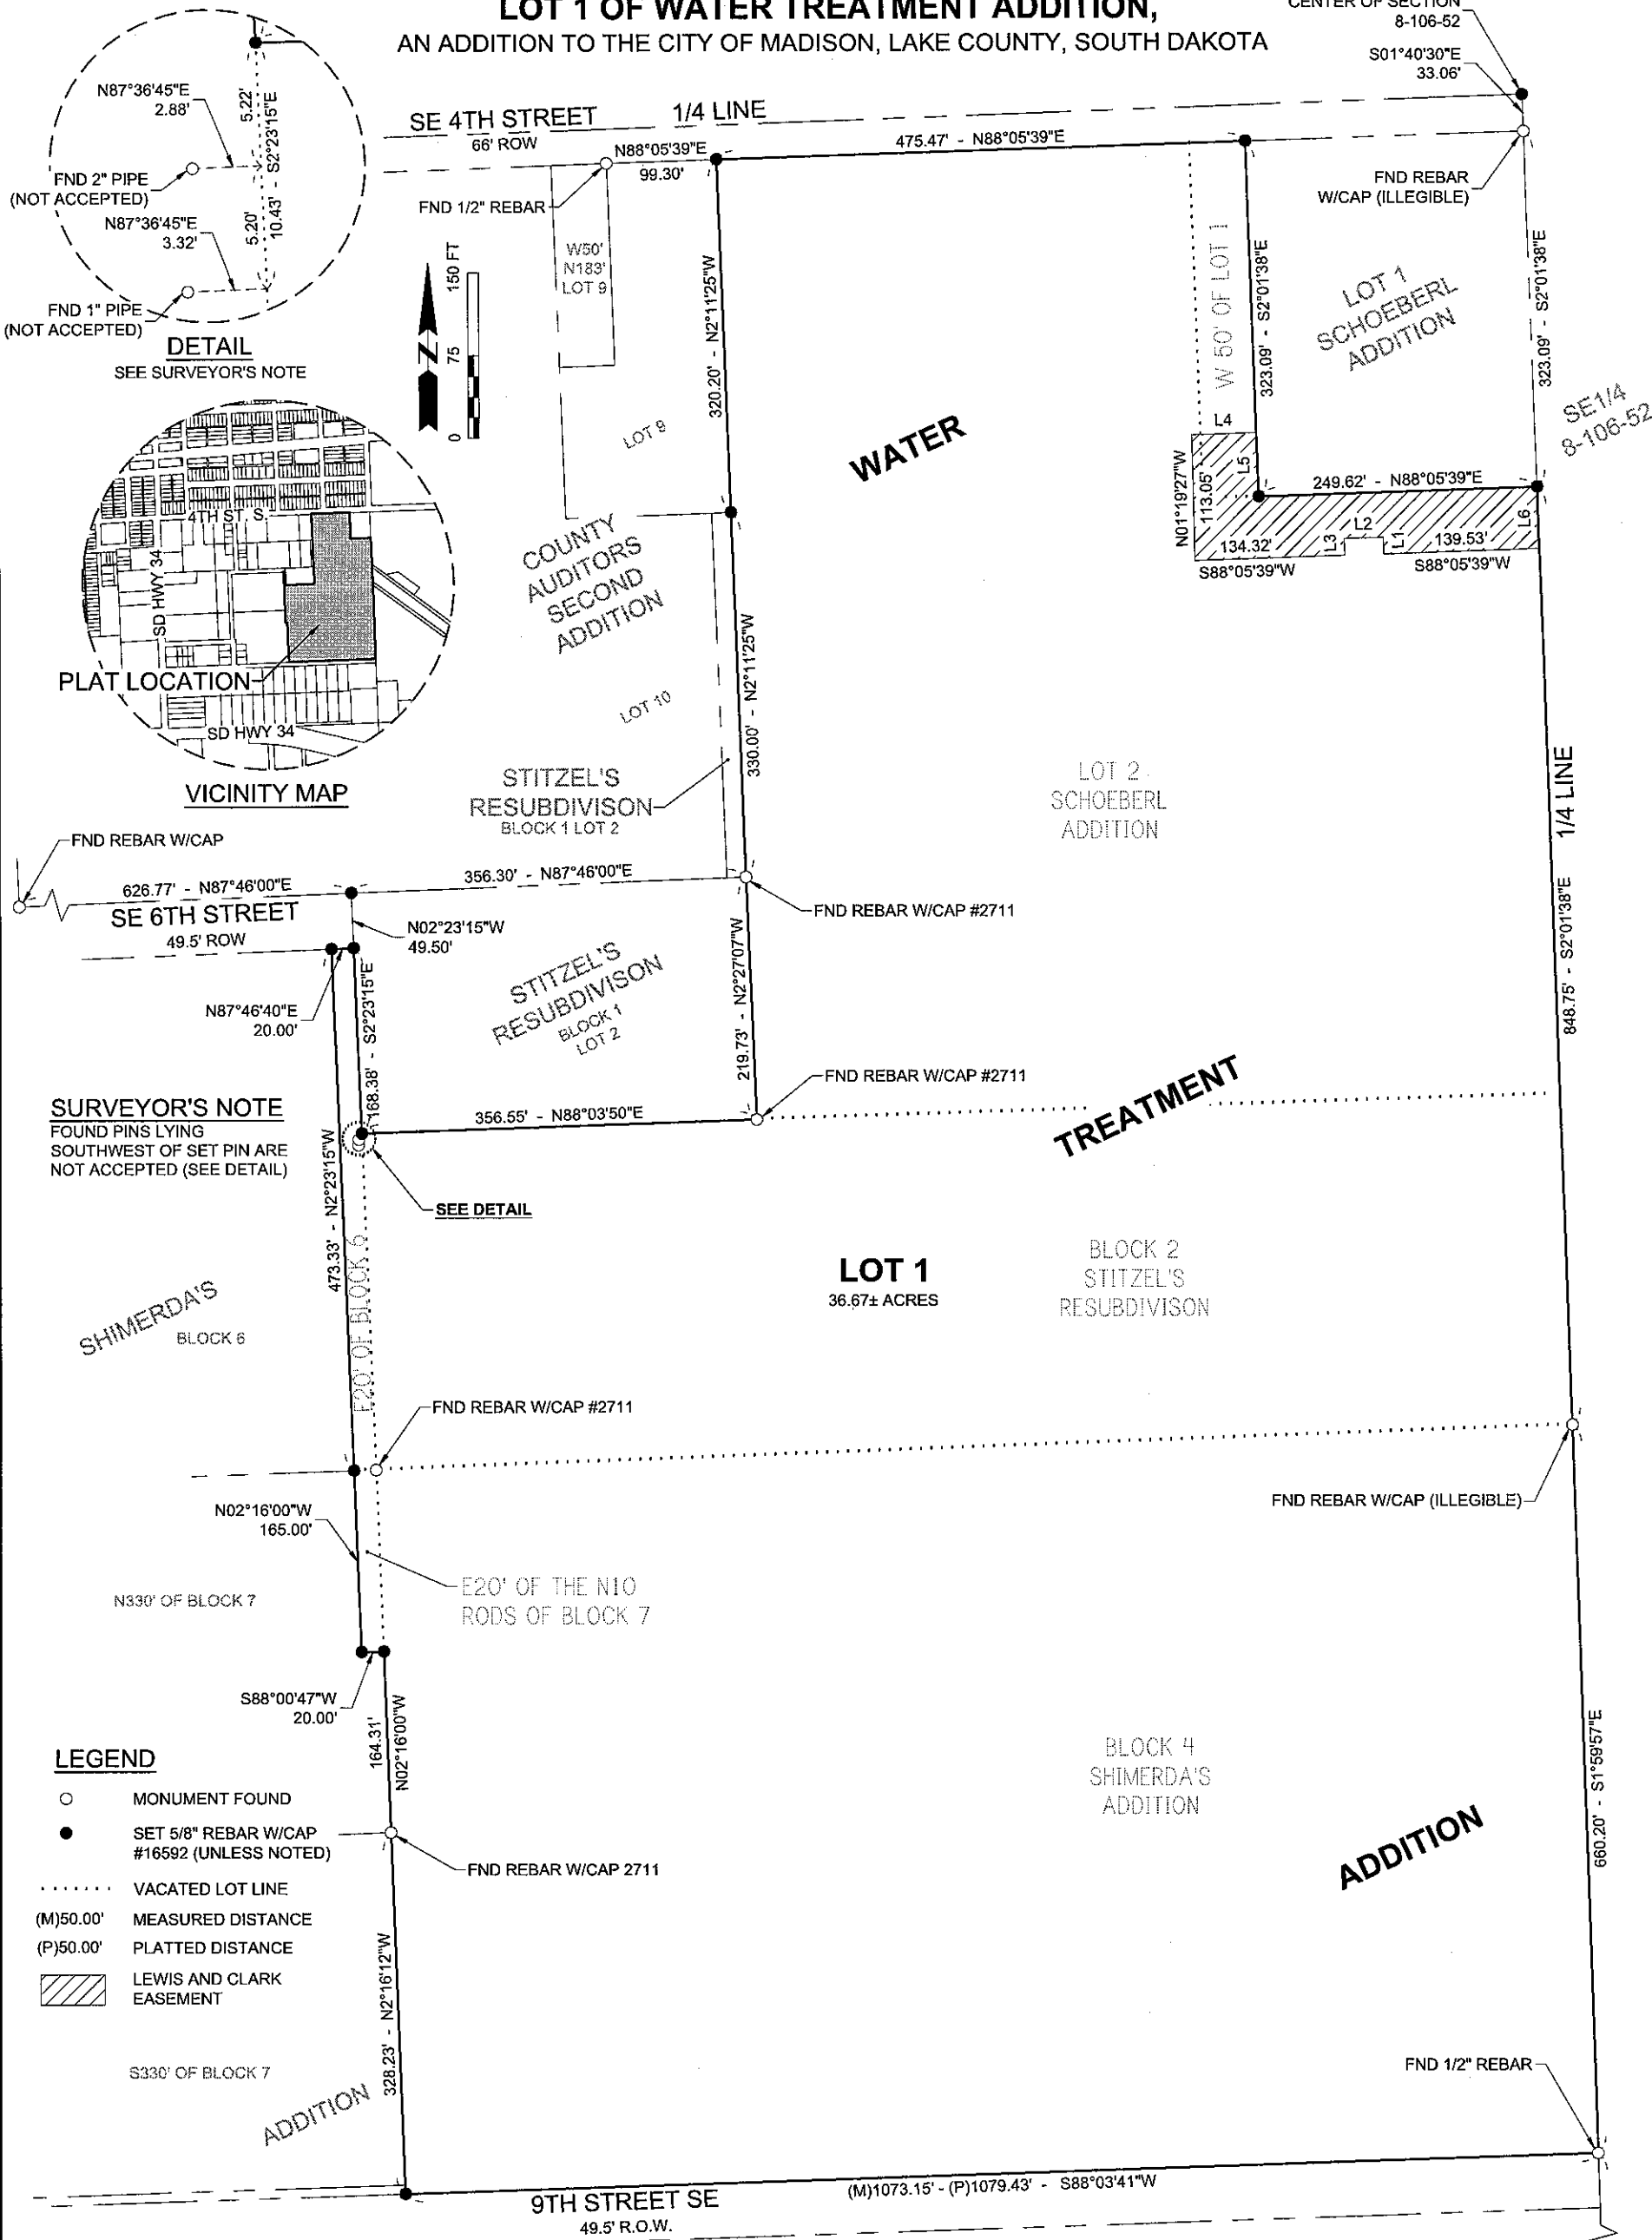 LOT 1 OF WATER TREATMENT ADDITION,
AN ADDITION TO THE CITY OF MADISON, LAKE COUNTY, SOUTH DAKOTA
CENTER OF SECTION
8-106-52
S01°40'30"E
33.06'
N87°36'45"E
2.88'
5.22'
10.43' - S2°23'15"E
5.20'
FND 2" PIPE
(NOT ACCEPTED)
N87°36'45"E
3.32'
FND 1" PIPE
(NOT ACCEPTED)
DETAIL
SEE SURVEYOR'S NOTE
SE 4TH STREET
66' ROW
1/4 LINE
N88°05'39"E
99.30'
475.47' - N88°05'39"E
FND 1/2" REBAR
FND REBAR
W/CAP (ILLEGIBLE)
W50'
N183'
LOT 9
N
0
75
150 FT
320.20' - N2°11'25"W
W 50' OF LOT 1
323.09' - S2°01'38"E
LOT 1
SCHOEBERL
ADDITION
323.09' - S2°01'38"E
SE1/4
8-106-52
LOT 9
WATER
L4
L5
N01°19'27"W
113.05'
249.62' - N88°05'39"E
L2
L3
L1
L6
134.32'
139.53'
S88°05'39"W
S88°05'39"W
4TH ST. S.
SD HWY 34
PLAT LOCATION
SD HWY 34
VICINITY MAP
COUNTY
AUDITORS
SECOND
ADDITION
LOT 10
330.00' - N2°11'25"W
STITZEL'S
RESUBDIVISON
BLOCK 1 LOT 2
LOT 2
SCHOEBERL
ADDITION
1/4 LINE
848.75' - S2°01'38"E
FND REBAR W/CAP
626.77' - N87°46'00"E
356.30' - N87°46'00"E
SE 6TH STREET
49.5' ROW
N02°23'15"W
49.50'
FND REBAR W/CAP #2711
N87°46'40"E
20.00'
168.38' - S2°23'15"E
STITZEL'S
RESUBDIVISON
BLOCK 1
LOT 2
219.73' - N2°27'07"W
FND REBAR W/CAP #2711
356.55' - N88°03'50"E
TREATMENT
SURVEYOR'S NOTE
FOUND PINS LYING
SOUTHWEST OF SET PIN ARE
NOT ACCEPTED (SEE DETAIL)
SEE DETAIL
473.33' - N2°23'15"W
E20' OF BLOCK 6
SHIMERDA'S
BLOCK 6
LOT 1
36.67± ACRES
BLOCK 2
STITZEL'S
RESUBDIVISON
FND REBAR W/CAP #2711
FND REBAR W/CAP (ILLEGIBLE)
N02°16'00"W
165.00'
N330' OF BLOCK 7
E20' OF THE N10
RODS OF BLOCK 7
S88°00'47"W
20.00'
164.31'
N02°16'00"W
LEGEND
MONUMENT FOUND
SET 5/8" REBAR W/CAP
#16592 (UNLESS NOTED)
VACATED LOT LINE
(M)50.00' MEASURED DISTANCE
(P)50.00' PLATTED DISTANCE
LEWIS AND CLARK
EASEMENT
FND REBAR W/CAP 2711
BLOCK 4
SHIMERDA'S
ADDITION
ADDITION
660.20' - S1°59'57"E
328.23' - N2°16'12"W
S330' OF BLOCK 7
ADDITION
FND 1/2" REBAR
9TH STREET SE
49.5' R.O.W.
(M)1073.15' - (P)1079.43' - S88°03'41"W